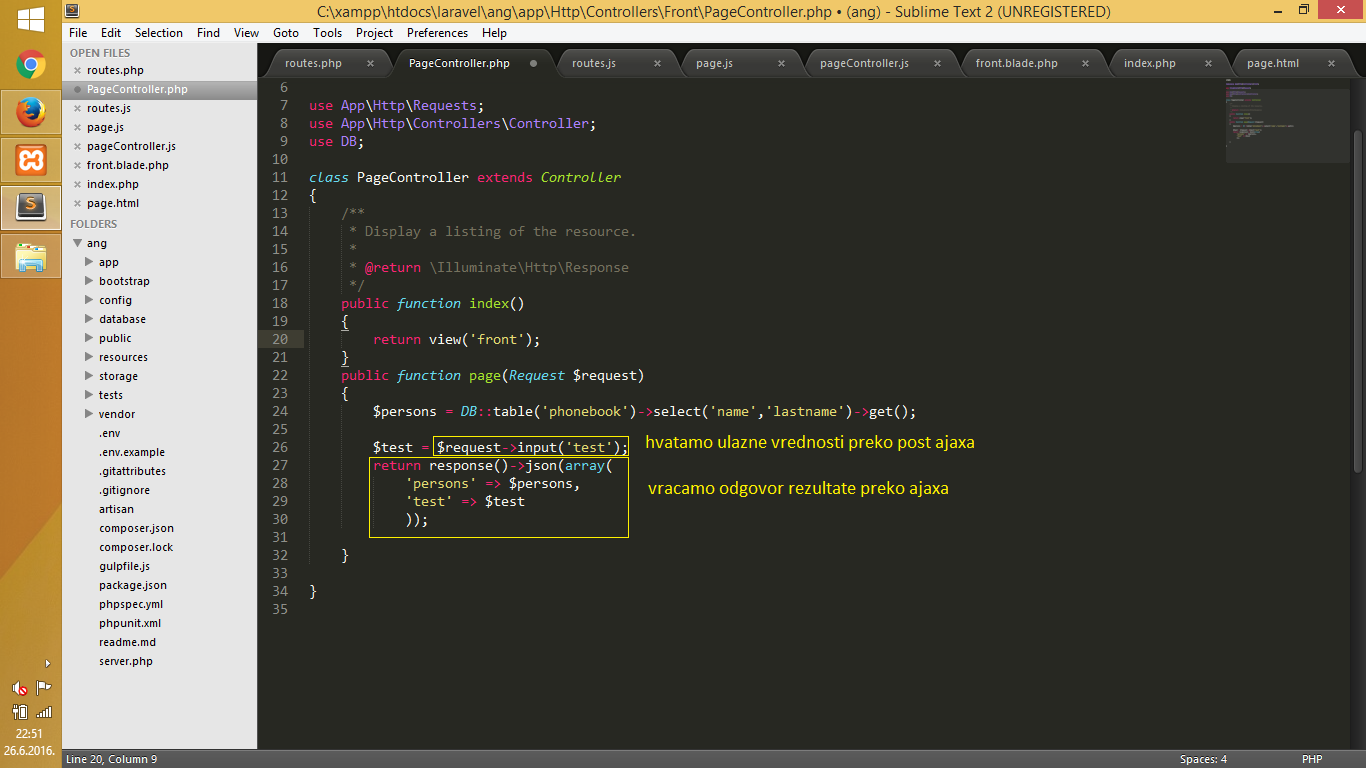 C:\xampp\htdocs\laravel\ang\app\Http\Controllers\Front\PageController.php • (ang) - Sublime Text 2 (UNREGISTERED)
File Edit Selection Find View Goto Tools Project Preferences Help
OPEN FILES
routes.php
PageController.php
routes.js
page.js
pageController.js
front.blade.php
index.php
page.html
FOLDERS
ang
app
bootstrap
config
database
public
resources
storage
tests
vendor
.env
.env.example
.gitattributes
.gitignore
artisan
composer.json
composer.lock
gulpfile.js
package.json
phpspec.yml
phpunit.xml
readme.md
server.php
routes.php PageController.php routes.js page.js pageController.js front.blade.php index.php page.html
6
7 use App\Http\Requests;
8 use App\Http\Controllers\Controller;
9 use DB;
10
11 class PageController extends Controller
12 {
13 /**
14 * Display a listing of the resource.
15 *
16 * @return \Illuminate\Http\Response
17 */
18 public function index()
19 {
20 return view('front');
21 }
22 public function page(Request $request)
23 {
24 $persons = DB::table('phonebook')->select('name','lastname')->get();
25
26 $test = $request->input('test'); hvatamo ulazne vrednosti preko post ajaxa
27 return response()->json(array(
28 'persons' => $persons, vracamo odgovor rezultate preko ajaxa
29 'test' => $test
30 ));
31
32 }
33
34 }
35
22:51
26.6.2016.
Line 20, Column 9 Spaces: 4 PHP